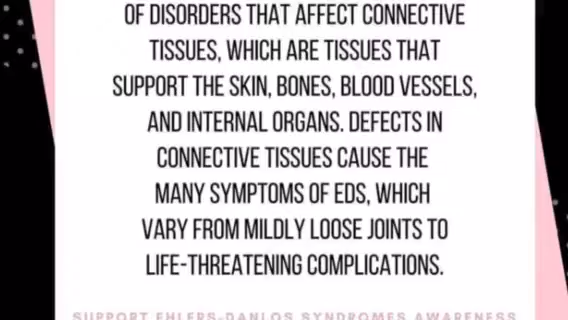 OF DISORDERS THAT AFFECT CONNECTIVE
TISSUES, WHICH ARE TISSUES THAT
SUPPORT THE SKIN, BONES, BLOOD VESSELS,
AND INTERNAL ORGANS. DEFECTS IN
CONNECTIVE TISSUES CAUSE THE
MANY SYMPTOMS OF EDS, WHICH
VARY FROM MILDLY LOOSE JOINTS TO
LIFE-THREATENING COMPLICATIONS.
SUPPORT EHLERS-DANLOS SYNDROMES AWARENESS